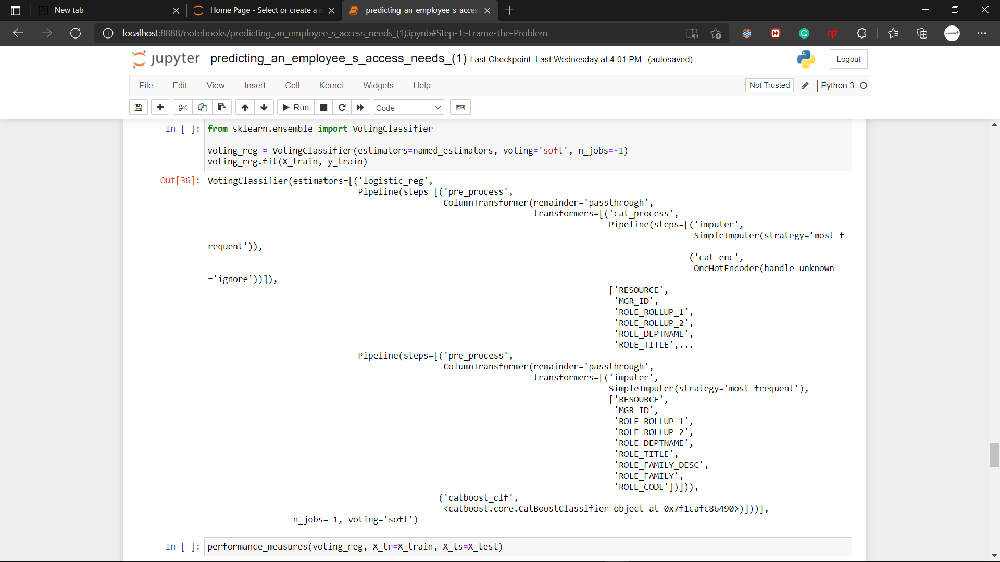 New tab
Home Page - Select or create a n
predicting_an_employee_s_acces
localhost:8888/notebooks/predicting_an_employee_s_access_needs_(1).ipynb#Step-1:-Frame-the-Problem
jupyter predicting_an_employee_s_access_needs_(1) Last Checkpoint: Last Wednesday at 4:01 PM (autosaved)
Logout
File Edit View Insert Cell Kernel Widgets Help
Not Trusted Python 3
Run Code
In [ ]: from sklearn.ensemble import VotingClassifier
voting_reg = VotingClassifier(estimators=named_estimators, voting='soft', n_jobs=-1)
voting_reg.fit(X_train, y_train)
Out[36]: VotingClassifier(estimators=[('logistic_reg',
Pipeline(steps=[('pre_process',
ColumnTransformer(remainder='passthrough',
transformers=[('cat_process',
Pipeline(steps=[('imputer',
SimpleImputer(strategy='most_f
requent')),
('cat_enc',
OneHotEncoder(handle_unknown
='ignore'))]),
['RESOURCE',
'MGR_ID',
'ROLE_ROLLUP_1',
'ROLE_ROLLUP_2',
'ROLE_DEPTNAME',
'ROLE_TITLE',...
Pipeline(steps=[('pre_process',
ColumnTransformer(remainder='passthrough',
transformers=[('imputer',
SimpleImputer(strategy='most_frequent'),
['RESOURCE',
'MGR_ID',
'ROLE_ROLLUP_1',
'ROLE_ROLLUP_2',
'ROLE_DEPTNAME',
'ROLE_TITLE',
'ROLE_FAMILY_DESC',
'ROLE_FAMILY',
'ROLE_CODE'])])),
('catboost_clf',
<catboost.core.CatBoostClassifier object at 0x7f1cafc86490>)]))],
n_jobs=-1, voting='soft')
In [ ]: performance_measures(voting_reg, X_tr=X_train, X_ts=X_test)